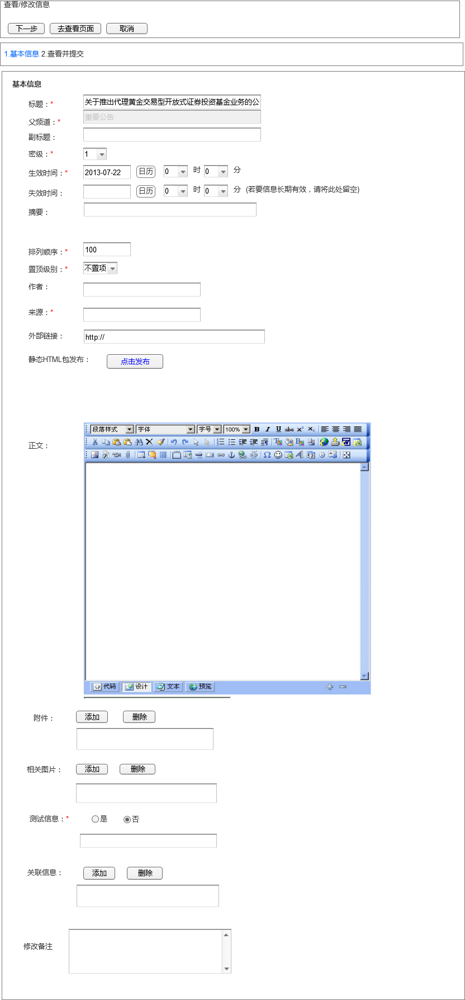 查看/修改信息
下一步 去查看页面 取消
1.基本信息 2.查看并提交
基本信息
标题：* 关于推出代理黄金交易型开放式证券投资基金业务的公
父频道：* 重要公告
副标题：
密级：* 1
生效时间：* 2013-07-22 日历 0 时 0 分
失效时间： 日历 0 时 0 分 (若要信息长期有效，请将此处留空)
摘要：
排列顺序：* 100
置顶级别：* 不置项
作者：
来源：*
外部链接： http://
静态HTML包发布： 点击发布
正文：
段落样式 字体 字号 100% B I U abc x² x₂
代码 设计 文本 预览
附件： 添加 删除
相关图片： 添加 删除
测试信息：* 是 否
关联信息： 添加 删除
修改备注